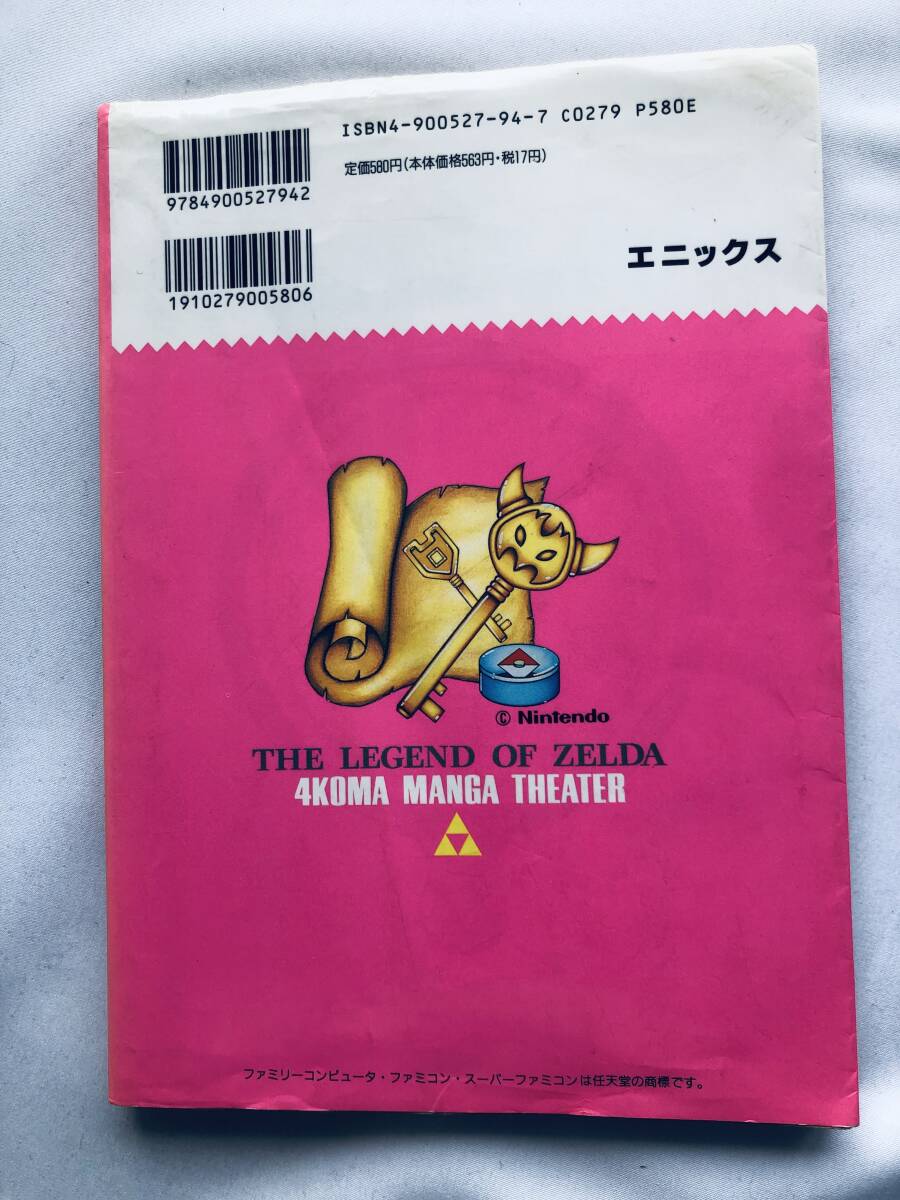 ISBN4-900527-94-7 C0279 P580E
定価580円(本体価格563円・税17円)
9784900527942
1910279005806
エニックス
© Nintendo
THE LEGEND OF ZELDA
4KOMA MANGA THEATER
ファミリーコンピュータ・ファミコン・スーパーファミコンは任天堂の商標です。